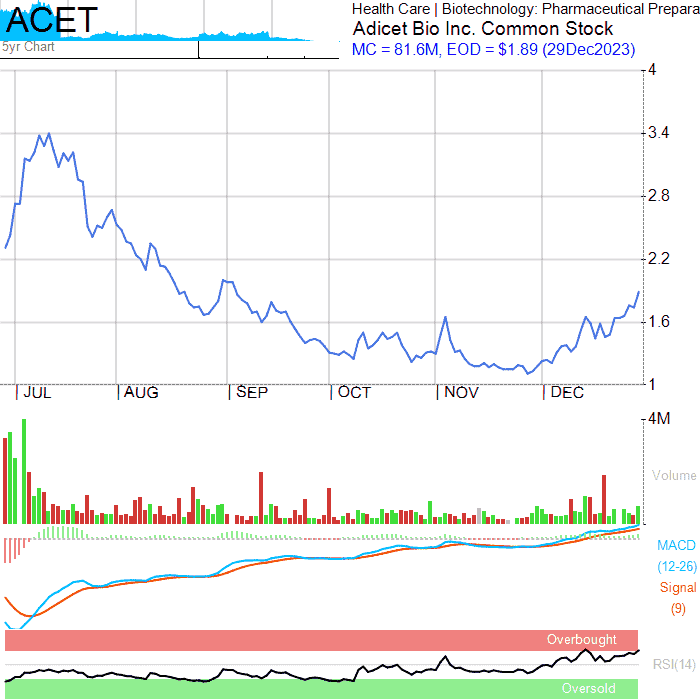 ACET
5yr Chart
Health Care | Biotechnology: Pharmaceutical Prepara
Adicet Bio Inc. Common Stock
MC = 81.6M, EOD = $1.89 (29Dec2023)
4
3.4
2.8
2.2
1.6
1
JUL AUG SEP OCT NOV DEC
4M
Volume
MACD
(12-26)
Signal
(9)
Overbought
RSI(14)
Oversold